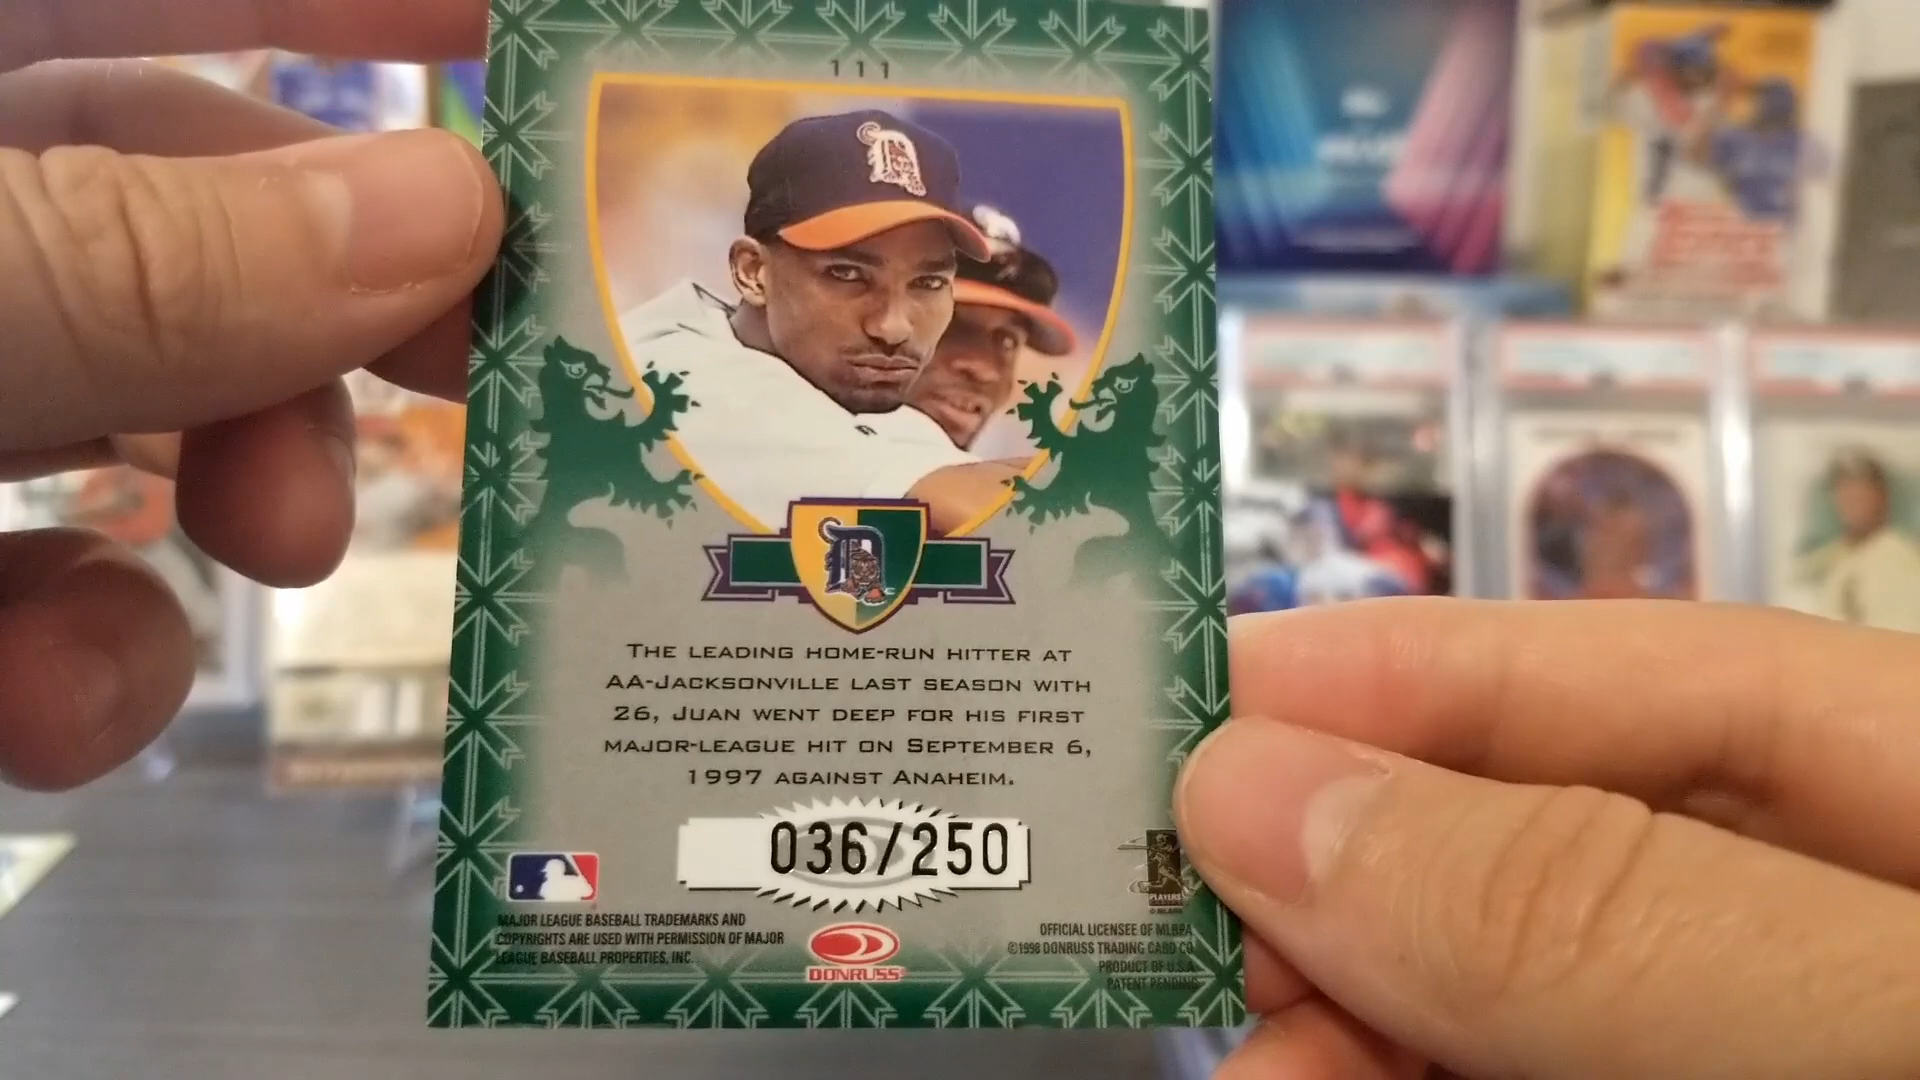 111
THE LEADING HOME-RUN HITTER AT
AA-JACKSONVILLE LAST SEASON WITH
26, JUAN WENT DEEP FOR HIS FIRST
MAJOR-LEAGUE HIT ON SEPTEMBER 6,
1997 AGAINST ANAHEIM.
036/250
MAJOR LEAGUE BASEBALL TRADEMARKS AND
COPYRIGHTS ARE USED WITH PERMISSION OF MAJOR
LEAGUE BASEBALL PROPERTIES, INC.
DONRUSS
PLAYERS
OFFICIAL LICENSEE OF MLBPA
©1998 DONRUSS TRADING CARD CO.
PRODUCT OF U.S.A.
PATENT PENDING